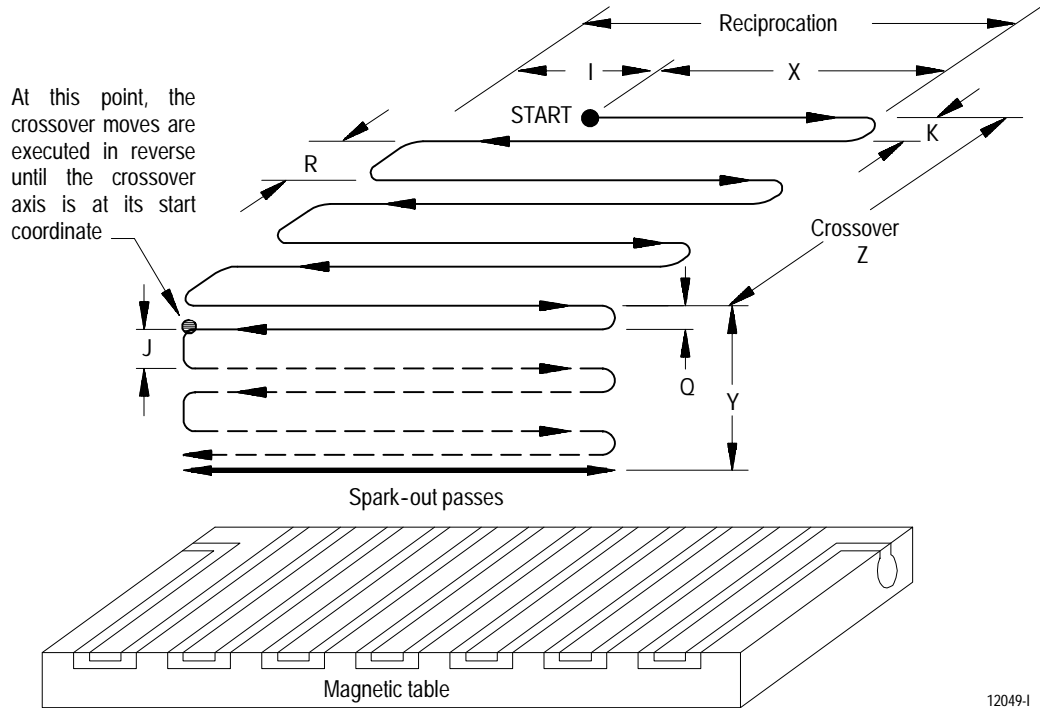 Reciprocation
I
X
At this point, the
crossover moves are
executed in reverse
until the crossover
axis is at its start
coordinate
START
K
R
Crossover
Z
J
Q
Y
Spark-out passes
Magnetic table
12049-I